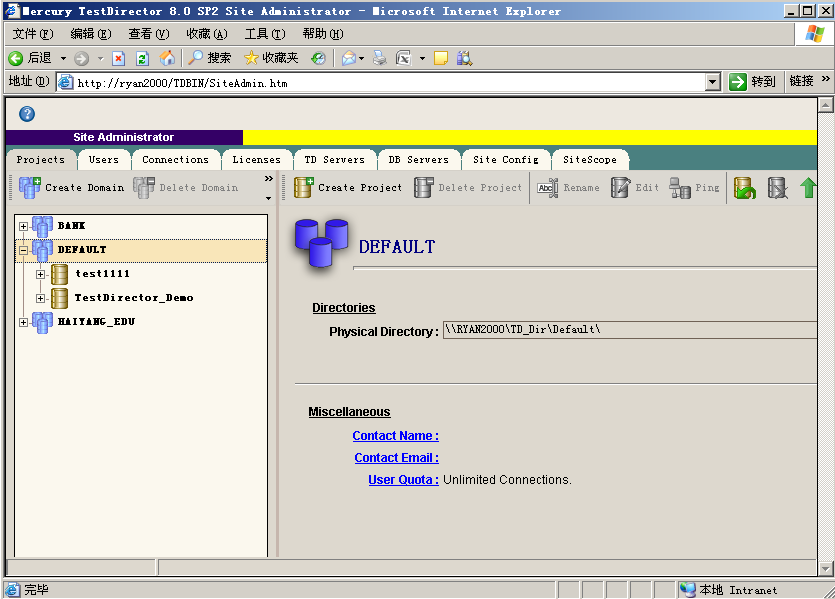 Mercury TestDirector 8.0 SP2 Site Administrator - Microsoft Internet Explorer
文件(F) 编辑(E) 查看(V) 收藏(A) 工具(T) 帮助(H)
后退 搜索 收藏夹
地址(D) http://ryan2000/TDBIN/SiteAdmin.htm 转到 链接 »
?
Site Administrator
Projects Users Connections Licenses TD Servers DB Servers Site Config SiteScope
Create Domain Delete Domain » Create Project Delete Project Abc Rename Edit Ping
BANK
DEFAULT
test1111
TestDirector_Demo
HAIYANG_EDU
DEFAULT
Directories
Physical Directory : \\RYAN2000\TD_Dir\Default\
Miscellaneous
Contact Name :
Contact Email :
User Quota : Unlimited Connections.
完毕 本地 Intranet